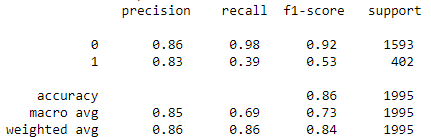 precision recall f1-score support
0 0.86 0.98 0.92 1593
1 0.83 0.39 0.53 402
accuracy 0.86 1995
macro avg 0.85 0.69 0.73 1995
weighted avg 0.86 0.86 0.84 1995